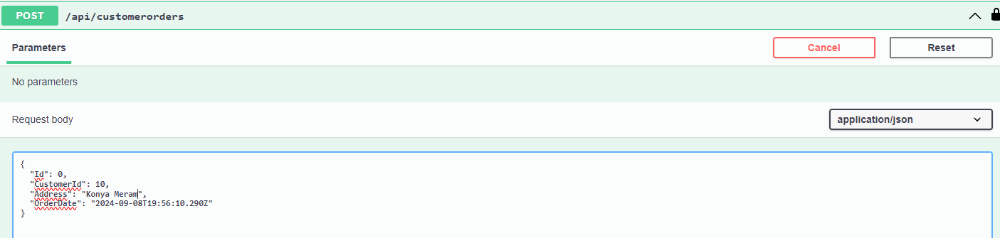 POST /api/customerorders
Parameters Cancel Reset
No parameters
Request body application/json
{
  "Id": 0,
  "CustomerId": 10,
  "Address": "Konya Meram",
  "OrderDate": "2024-09-08T19:56:10.290Z"
}